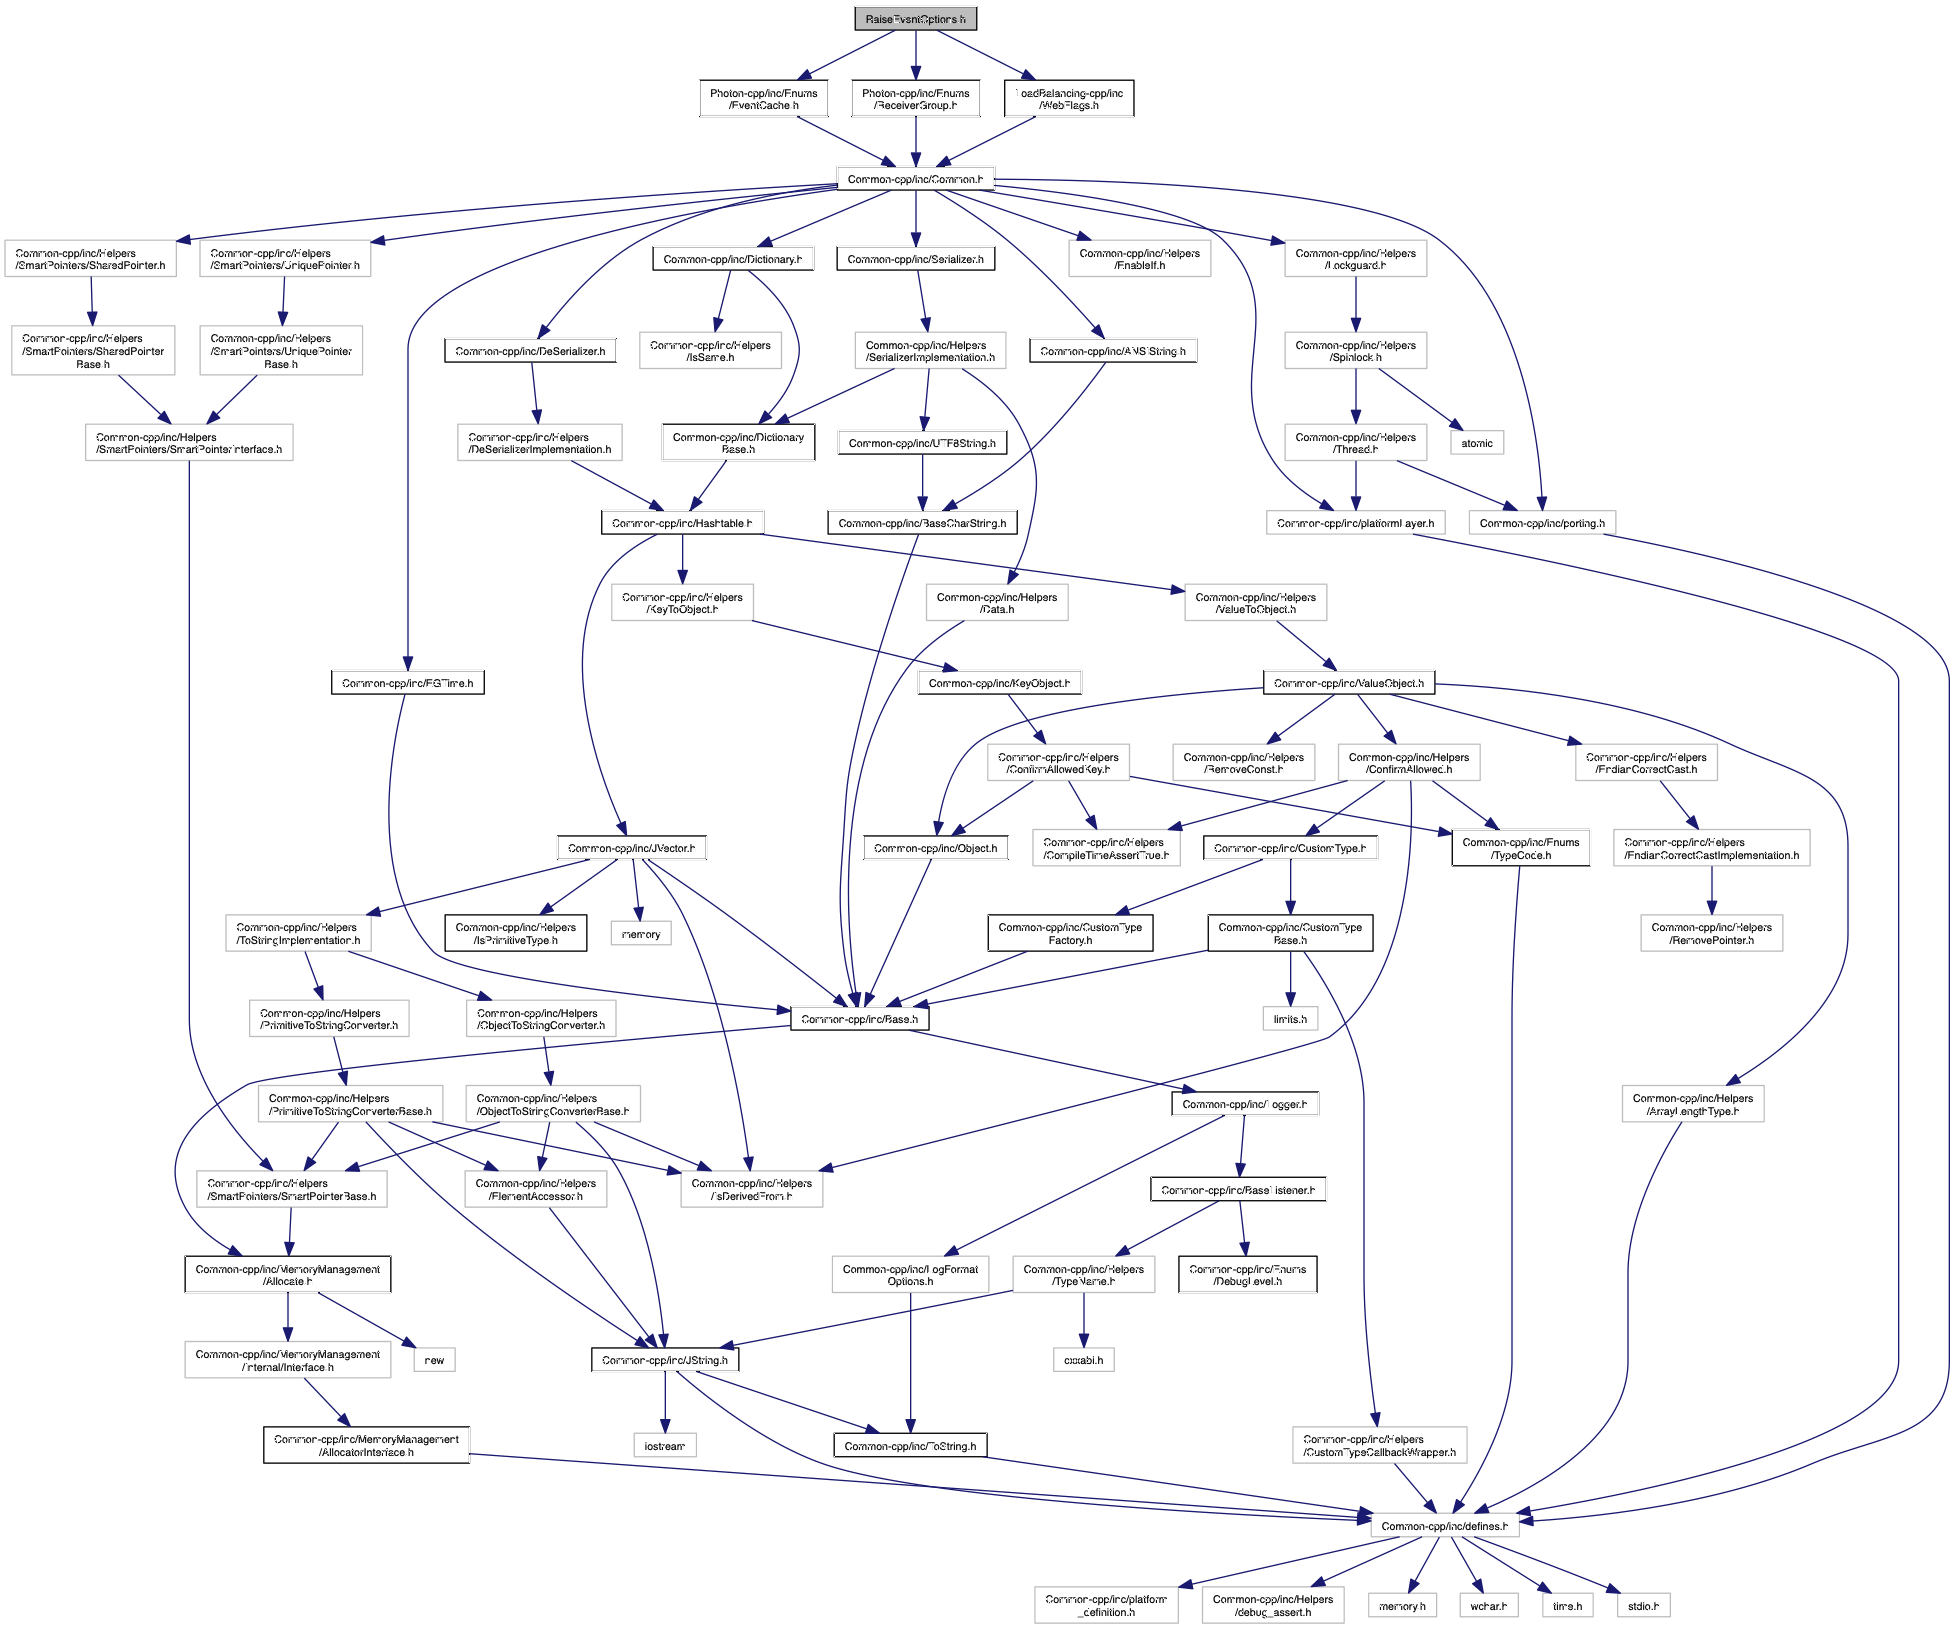 RaiseEventOptions.h
Photon-cpp/inc/Enums
/EventCache.h
Photon-cpp/inc/Enums
/ReceiverGroup.h
LoadBalancing-cpp/inc
/WebFlags.h
Common-cpp/inc/Common.h
Common-cpp/inc/Helpers
/SmartPointers/SharedPointer.h
Common-cpp/inc/Helpers
/SmartPointers/UniquePointer.h
Common-cpp/inc/Dictionary.h
Common-cpp/inc/Serializer.h
Common-cpp/inc/Helpers
/EnableIf.h
Common-cpp/inc/Helpers
/Lockguard.h
Common-cpp/inc/Helpers
/SmartPointers/SharedPointer
Base.h
Common-cpp/inc/Helpers
/SmartPointers/UniquePointer
Base.h
Common-cpp/inc/DeSerializer.h
Common-cpp/inc/Helpers
/IsSame.h
Common-cpp/inc/Helpers
/SerializerImplementation.h
Common-cpp/inc/ANSIString.h
Common-cpp/inc/Helpers
/Spinlock.h
Common-cpp/inc/Helpers
/SmartPointers/SmartPointerInterface.h
Common-cpp/inc/Helpers
/DeSerializerImplementation.h
Common-cpp/inc/Dictionary
Base.h
Common-cpp/inc/UTF8String.h
Common-cpp/inc/Helpers
/Thread.h
atomic
Common-cpp/inc/Hashtable.h
Common-cpp/inc/BaseCharString.h
Common-cpp/inc/platformLayer.h
Common-cpp/inc/porting.h
Common-cpp/inc/Helpers
/KeyToObject.h
Common-cpp/inc/Helpers
/Data.h
Common-cpp/inc/Helpers
/ValueToObject.h
Common-cpp/inc/EGTime.h
Common-cpp/inc/KeyObject.h
Common-cpp/inc/ValueObject.h
Common-cpp/inc/Helpers
/ConfirmAllowedKey.h
Common-cpp/inc/Helpers
/RemoveConst.h
Common-cpp/inc/Helpers
/ConfirmAllowed.h
Common-cpp/inc/Helpers
/EndianCorrectCast.h
Common-cpp/inc/JVector.h
Common-cpp/inc/Object.h
Common-cpp/inc/Helpers
/CompileTimeAssertTrue.h
Common-cpp/inc/CustomType.h
Common-cpp/inc/Enums
/TypeCode.h
Common-cpp/inc/Helpers
/EndianCorrectCastImplementation.h
Common-cpp/inc/Helpers
/ToStringImplementation.h
Common-cpp/inc/Helpers
/IsPrimitiveType.h
memory
Common-cpp/inc/CustomType
Factory.h
Common-cpp/inc/CustomType
Base.h
Common-cpp/inc/Helpers
/RemovePointer.h
Common-cpp/inc/Helpers
/PrimitiveToStringConverter.h
Common-cpp/inc/Helpers
/ObjectToStringConverter.h
Common-cpp/inc/Base.h
limits.h
Common-cpp/inc/Helpers
/PrimitiveToStringConverterBase.h
Common-cpp/inc/Helpers
/ObjectToStringConverterBase.h
Common-cpp/inc/Logger.h
Common-cpp/inc/Helpers
/ArrayLengthType.h
Common-cpp/inc/Helpers
/SmartPointers/SmartPointerBase.h
Common-cpp/inc/Helpers
/ElementAccessor.h
Common-cpp/inc/Helpers
/IsDerivedFrom.h
Common-cpp/inc/BaseListener.h
Common-cpp/inc/MemoryManagement
/Allocate.h
Common-cpp/inc/LogFormat
Options.h
Common-cpp/inc/Helpers
/TypeName.h
Common-cpp/inc/Enums
/DebugLevel.h
Common-cpp/inc/MemoryManagement
/Internal/Interface.h
new
Common-cpp/inc/JString.h
cxxabi.h
Common-cpp/inc/MemoryManagement
/AllocatorInterface.h
iostream
Common-cpp/inc/ToString.h
Common-cpp/inc/Helpers
/CustomTypeCallbackWrapper.h
Common-cpp/inc/defines.h
Common-cpp/inc/platform
_definition.h
Common-cpp/inc/Helpers
/debug_assert.h
memory.h
wchar.h
time.h
stdio.h